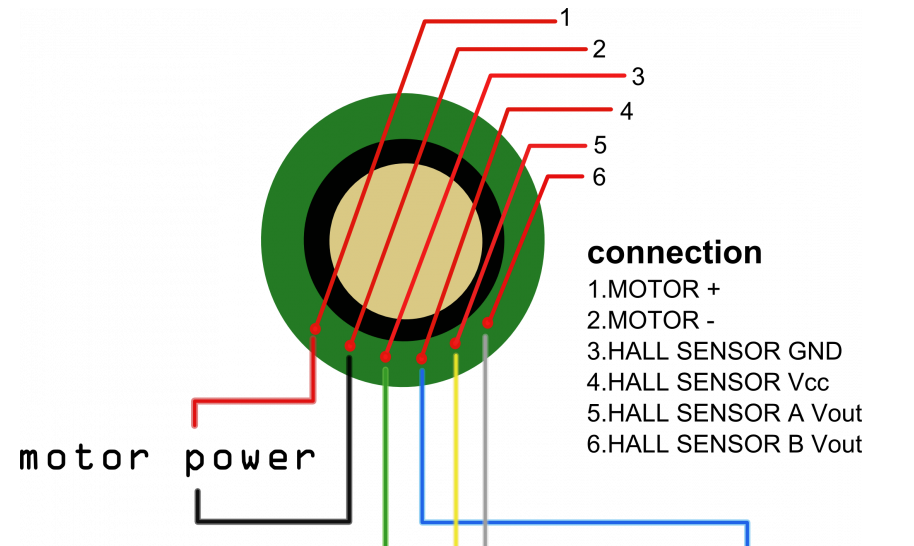 1
2
3
4
5
6
connection
1.MOTOR +
2.MOTOR -
3.HALL SENSOR GND
4.HALL SENSOR Vcc
5.HALL SENSOR A Vout
6.HALL SENSOR B Vout
motor power